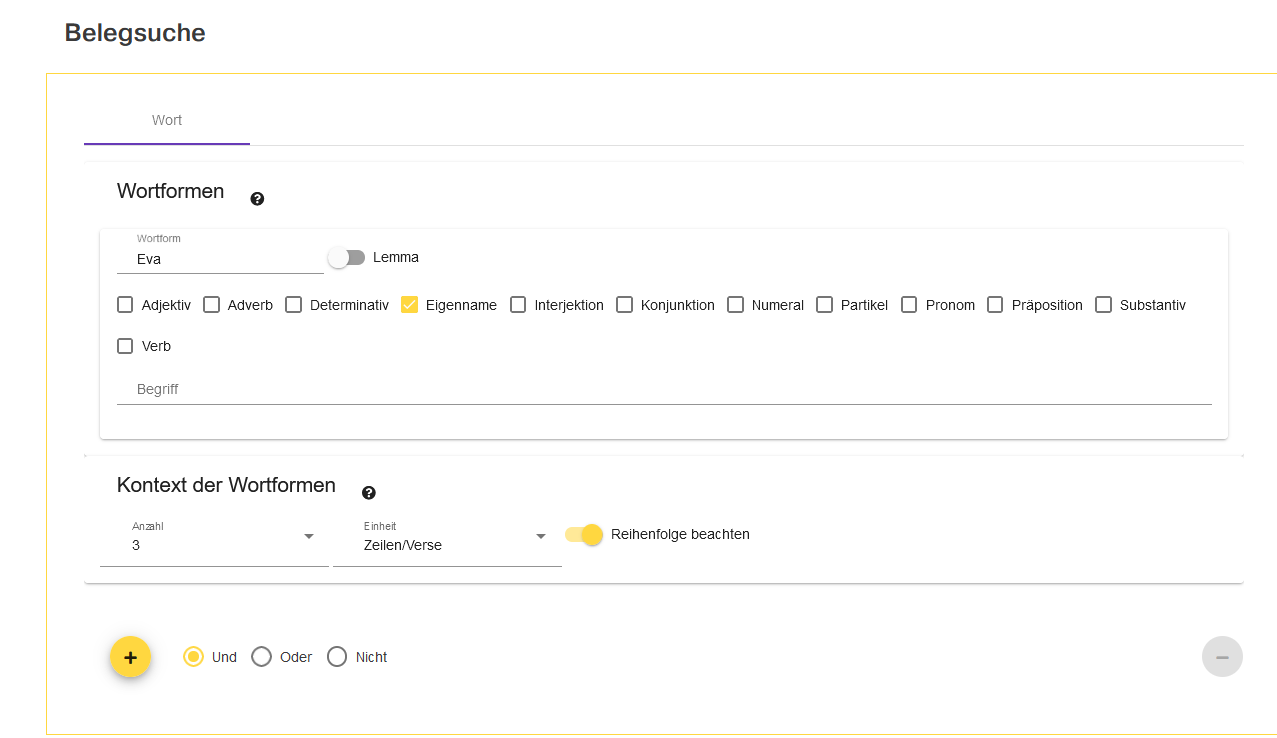 Belegsuche
Wort
Wortformen ?
Wortform
Eva
Lemma
Adjektiv Adverb Determinativ Eigenname Interjektion Konjunktion Numeral Partikel Pronom Präposition Substantiv
Verb
Begriff
Kontext der Wortformen ?
Anzahl Einheit
3 Zeilen/Verse Reihenfolge beachten
+ Und Oder Nicht −